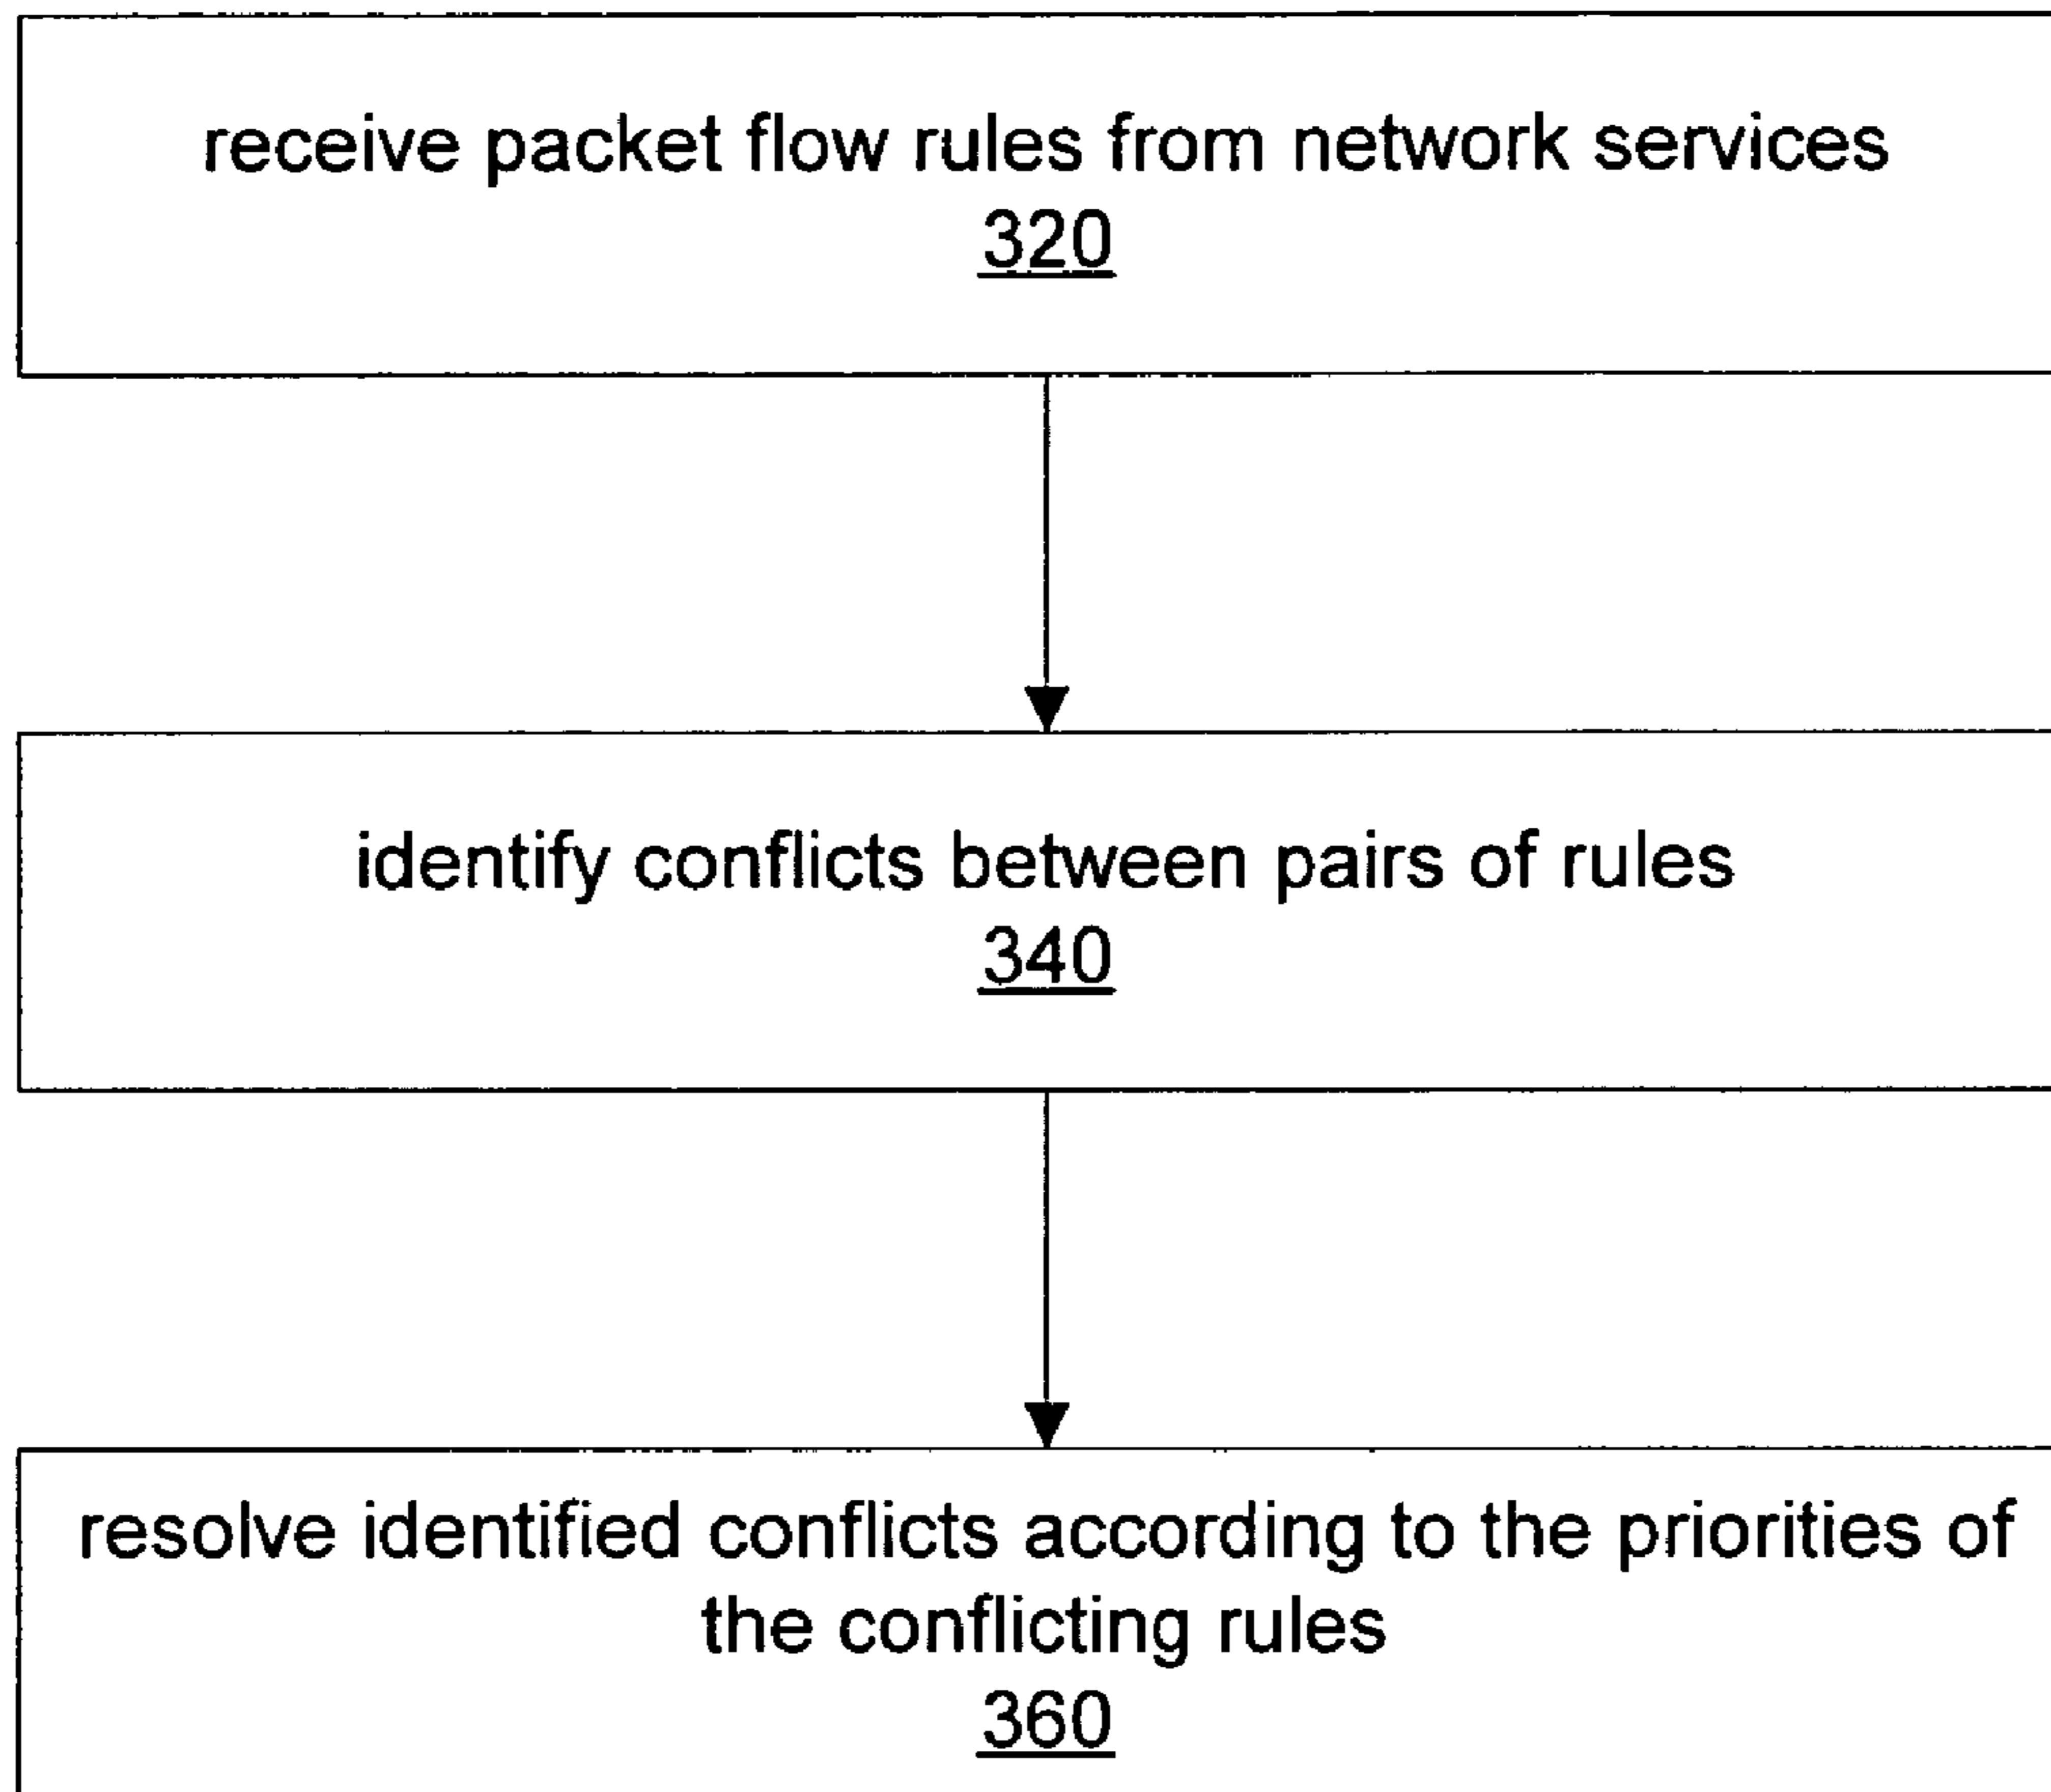 receive packet flow rules from network services
320
identify conflicts between pairs of rules
340
resolve identified conflicts according to the priorities of
the conflicting rules
360